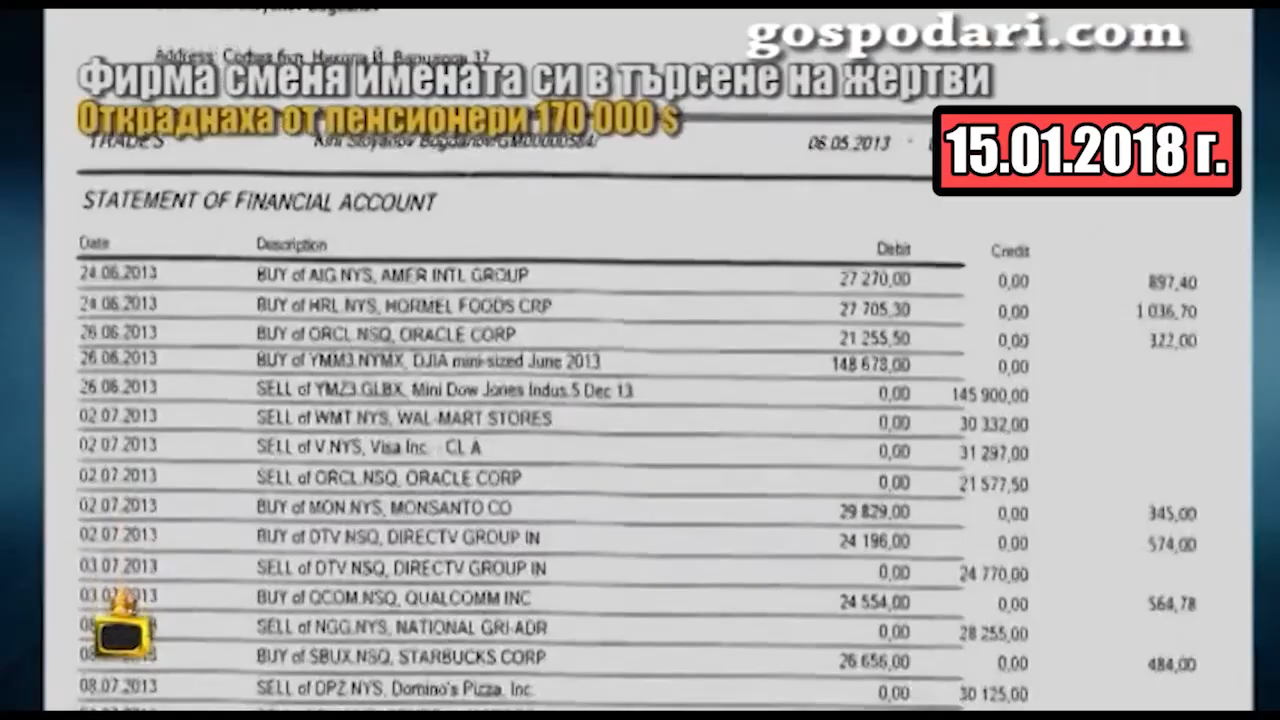 gospodari.com
Address: София бул. Никола Й. Вапцаров 37
Фирма сменя имената си в търсене на жертви
Откраднаха от пенсионери 170 000 $
TRADES 06.05.2013 -
15.01.2018 г.
STATEMENT OF FINANCIAL ACCOUNT
Date Description Debit Credit
24.06.2013 BUY of AIG.NYS, AMER INTL GROUP 27 270,00 0,00 897,40
24.06.2013 BUY of HRL.NYS, HORMEL FOODS CRP 27 705,30 0,00 1 036,70
26.06.2013 BUY of ORCL.NSQ, ORACLE CORP 21 255,50 0,00 322,00
26.06.2013 BUY of YMM3.NYMX, DJIA mini-sized June 2013 148 678,00 0,00
26.06.2013 SELL of YMZ3.GLBX, Mini Dow Jones Indus.5 Dec 13 0,00 145 900,00
02.07.2013 SELL of WMT.NYS, WAL-MART STORES 0,00 30 332,00
02.07.2013 SELL of V.NYS, Visa Inc. CL A 0,00 31 297,00
02.07.2013 SELL of ORCL.NSQ, ORACLE CORP 0,00 21 577,50
02.07.2013 BUY of MON.NYS, MONSANTO CO 29 829,00 0,00 345,00
02.07.2013 BUY of DTV.NSQ, DIRECTV GROUP IN 24 196,00 0,00 574,00
03.07.2013 SELL of DTV.NSQ, DIRECTV GROUP IN 0,00 24 770,00
BUY of QCOM.NSQ, QUALCOMM INC 24 554,00 0,00 564,78
SELL of NGG.NYS, NATIONAL GRI-ADR 0,00 28 255,00
BUY of SBUX.NSQ, STARBUCKS CORP 26 656,00 0,00 484,00
08.07.2013 SELL of DPZ.NYS, Domino's Pizza, Inc. 0,00 30 125,00